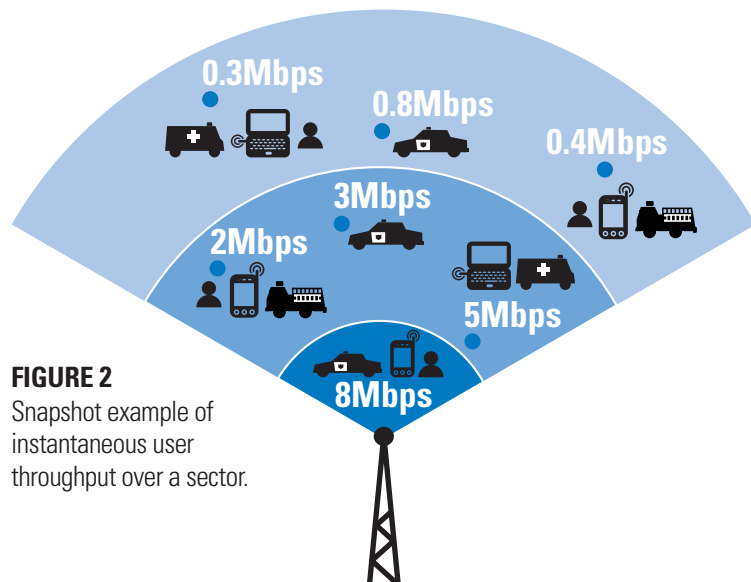 0.3Mbps
0.8Mbps
0.4Mbps
3Mbps
2Mbps
5Mbps
8Mbps
FIGURE 2
Snapshot example of
instantaneous user
throughput over a sector.